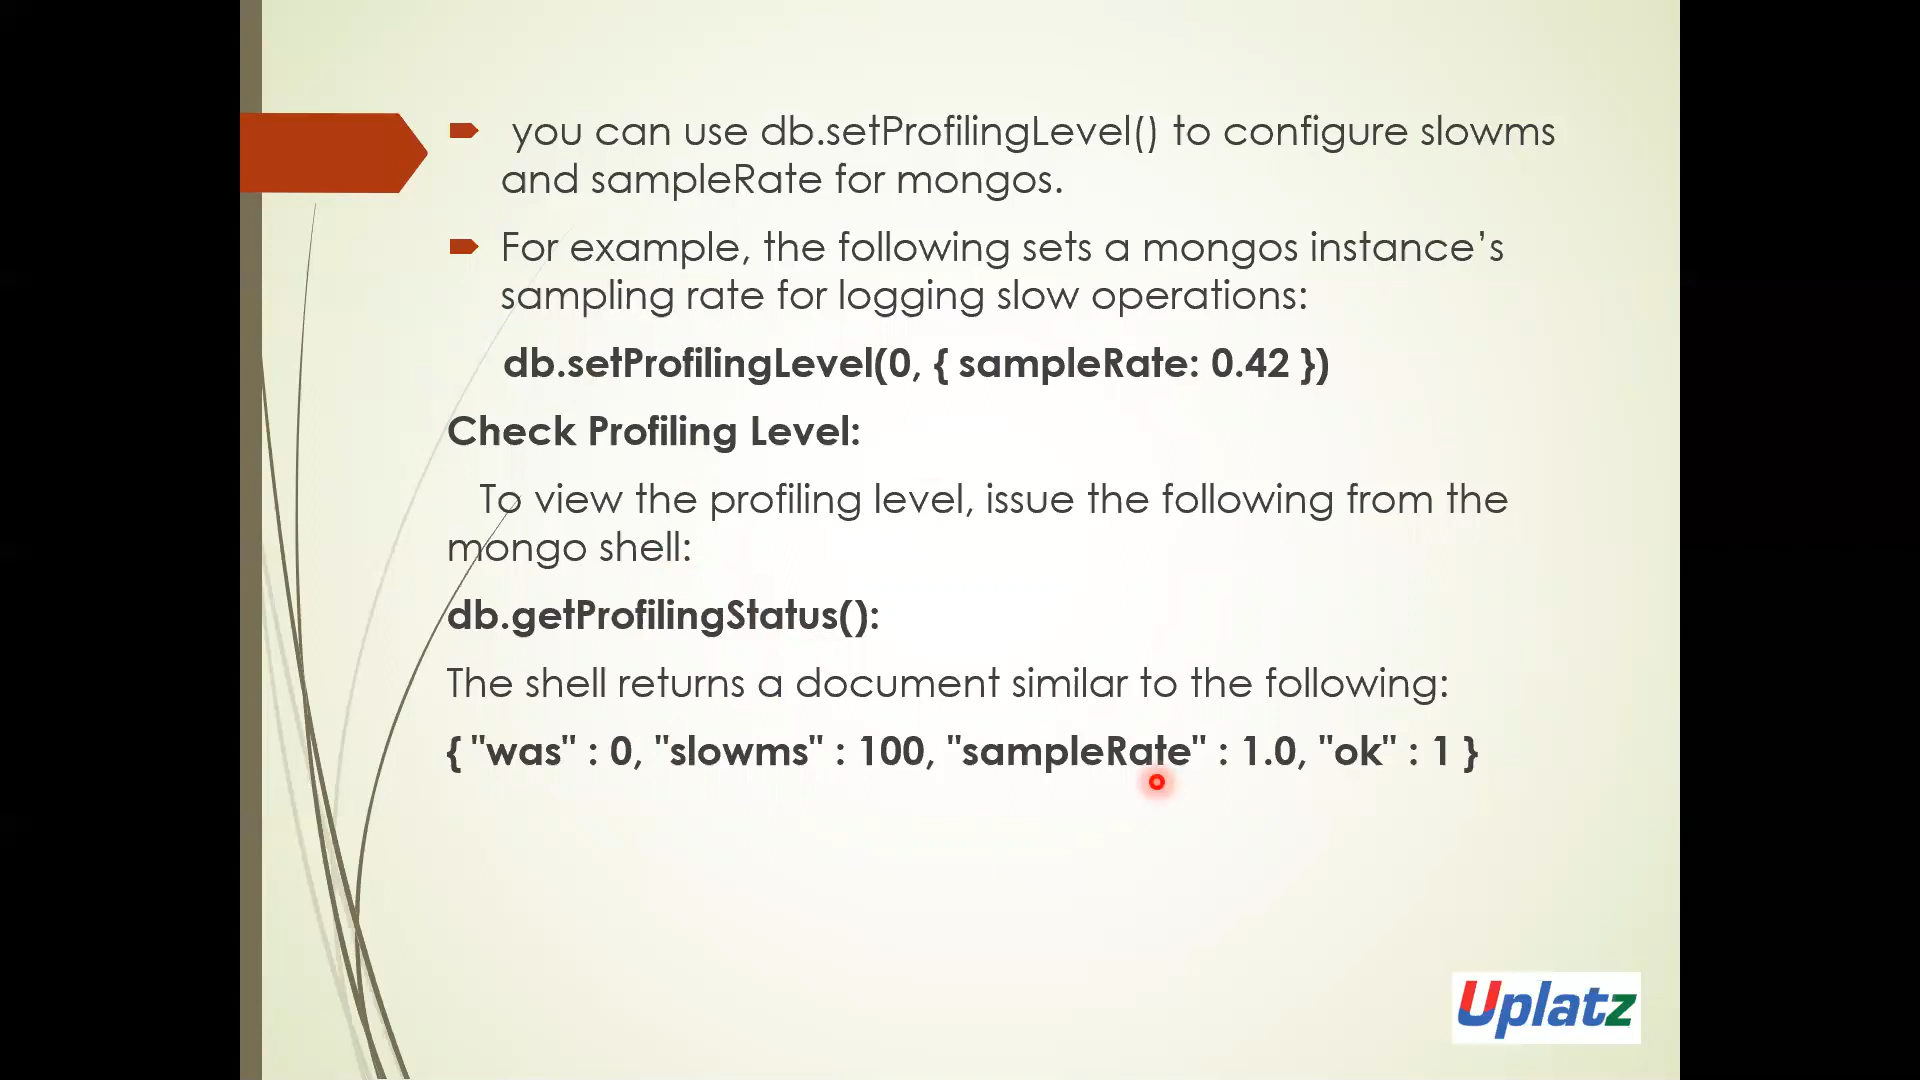 you can use db.setProfilingLevel() to configure slowms
and sampleRate for mongos.
For example, the following sets a mongos instance’s
sampling rate for logging slow operations:
db.setProfilingLevel(0, { sampleRate: 0.42 })
Check Profiling Level:
To view the profiling level, issue the following from the
mongo shell:
db.getProfilingStatus():
The shell returns a document similar to the following:
{ "was" : 0, "slowms" : 100, "sampleRate" : 1.0, "ok" : 1 }
Uplatz